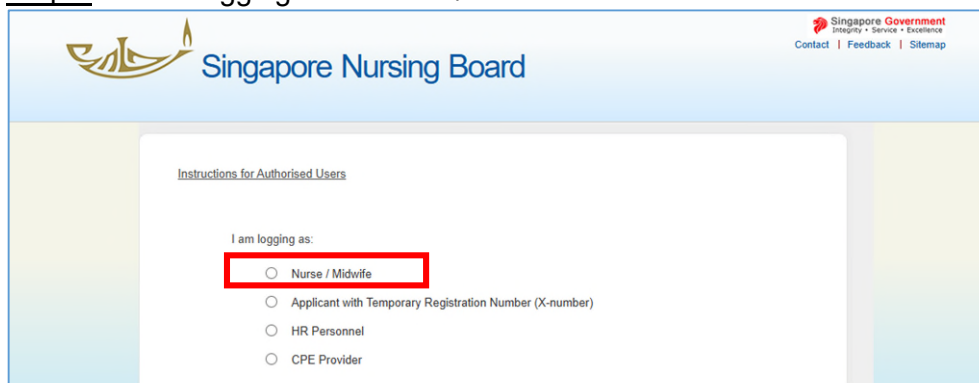 Singapore Government
Integrity • Service • Excellence
Contact | Feedback | Sitemap
Singapore Nursing Board
Instructions for Authorised Users
I am logging as:
Nurse / Midwife
Applicant with Temporary Registration Number (X-number)
HR Personnel
CPE Provider